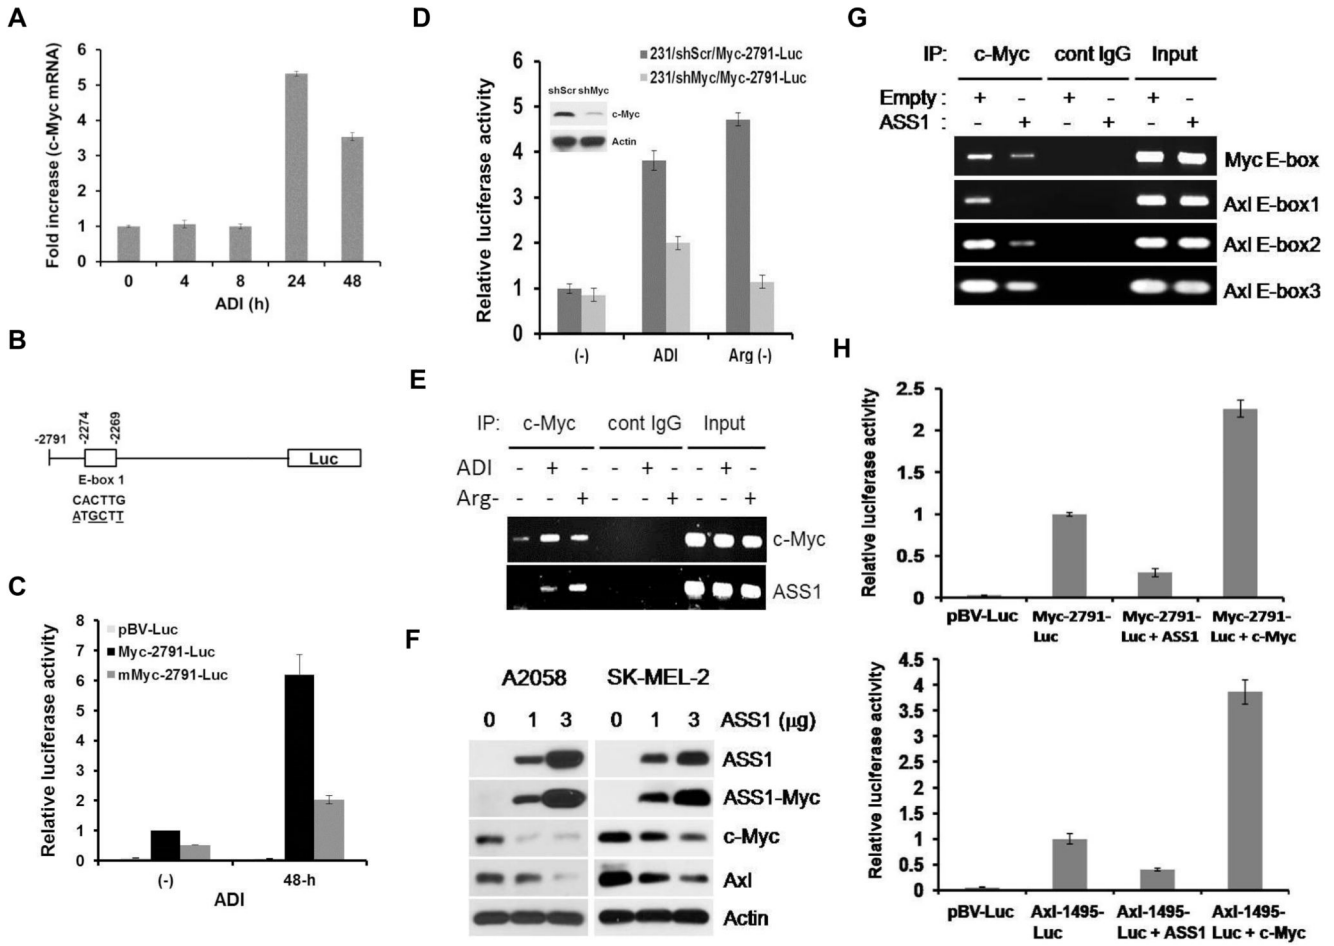 A
Fold increase (c-Myc mRNA)
6
5
4
3
2
1
0
0 4 8 24 48
ADI (h)
B
-2791
-2274
-2269
Luc
E-box 1
CACTTG
ATGCTT
C
Relative luciferase activity
pBV-Luc
Myc-2791-Luc
mMyc-2791-Luc
8
7
6
5
4
3
2
1
0
(-) 48-h
ADI
D
Relative luciferase activity
231/shScr/Myc-2791-Luc
231/shMyc/Myc-2791-Luc
shScr shMyc
c-Myc
Actin
6
5
4
3
2
1
0
(-) ADI Arg (-)
E
IP: c-Myc cont IgG Input
ADI - + - - + - - + -
Arg- - - + - - + - - +
c-Myc
ASS1
F
A2058 SK-MEL-2
0 1 3 0 1 3 ASS1 (μg)
ASS1
ASS1-Myc
c-Myc
Axl
Actin
G
IP: c-Myc cont IgG Input
Empty : + - + - + -
ASS1 : - + - + - +
Myc E-box
Axl E-box1
Axl E-box2
Axl E-box3
H
Relative luciferase activity
2.5
2
1.5
1
0.5
0
pBV-Luc Myc-2791- Myc-2791- Myc-2791-
Luc Luc + ASS1 Luc + c-Myc
Relative luciferase activity
4.5
4
3.5
3
2.5
2
1.5
1
0.5
0
pBV-Luc Axl-1495- Axl-1495- Axl-1495-
Luc Luc + ASS1 Luc + c-Myc